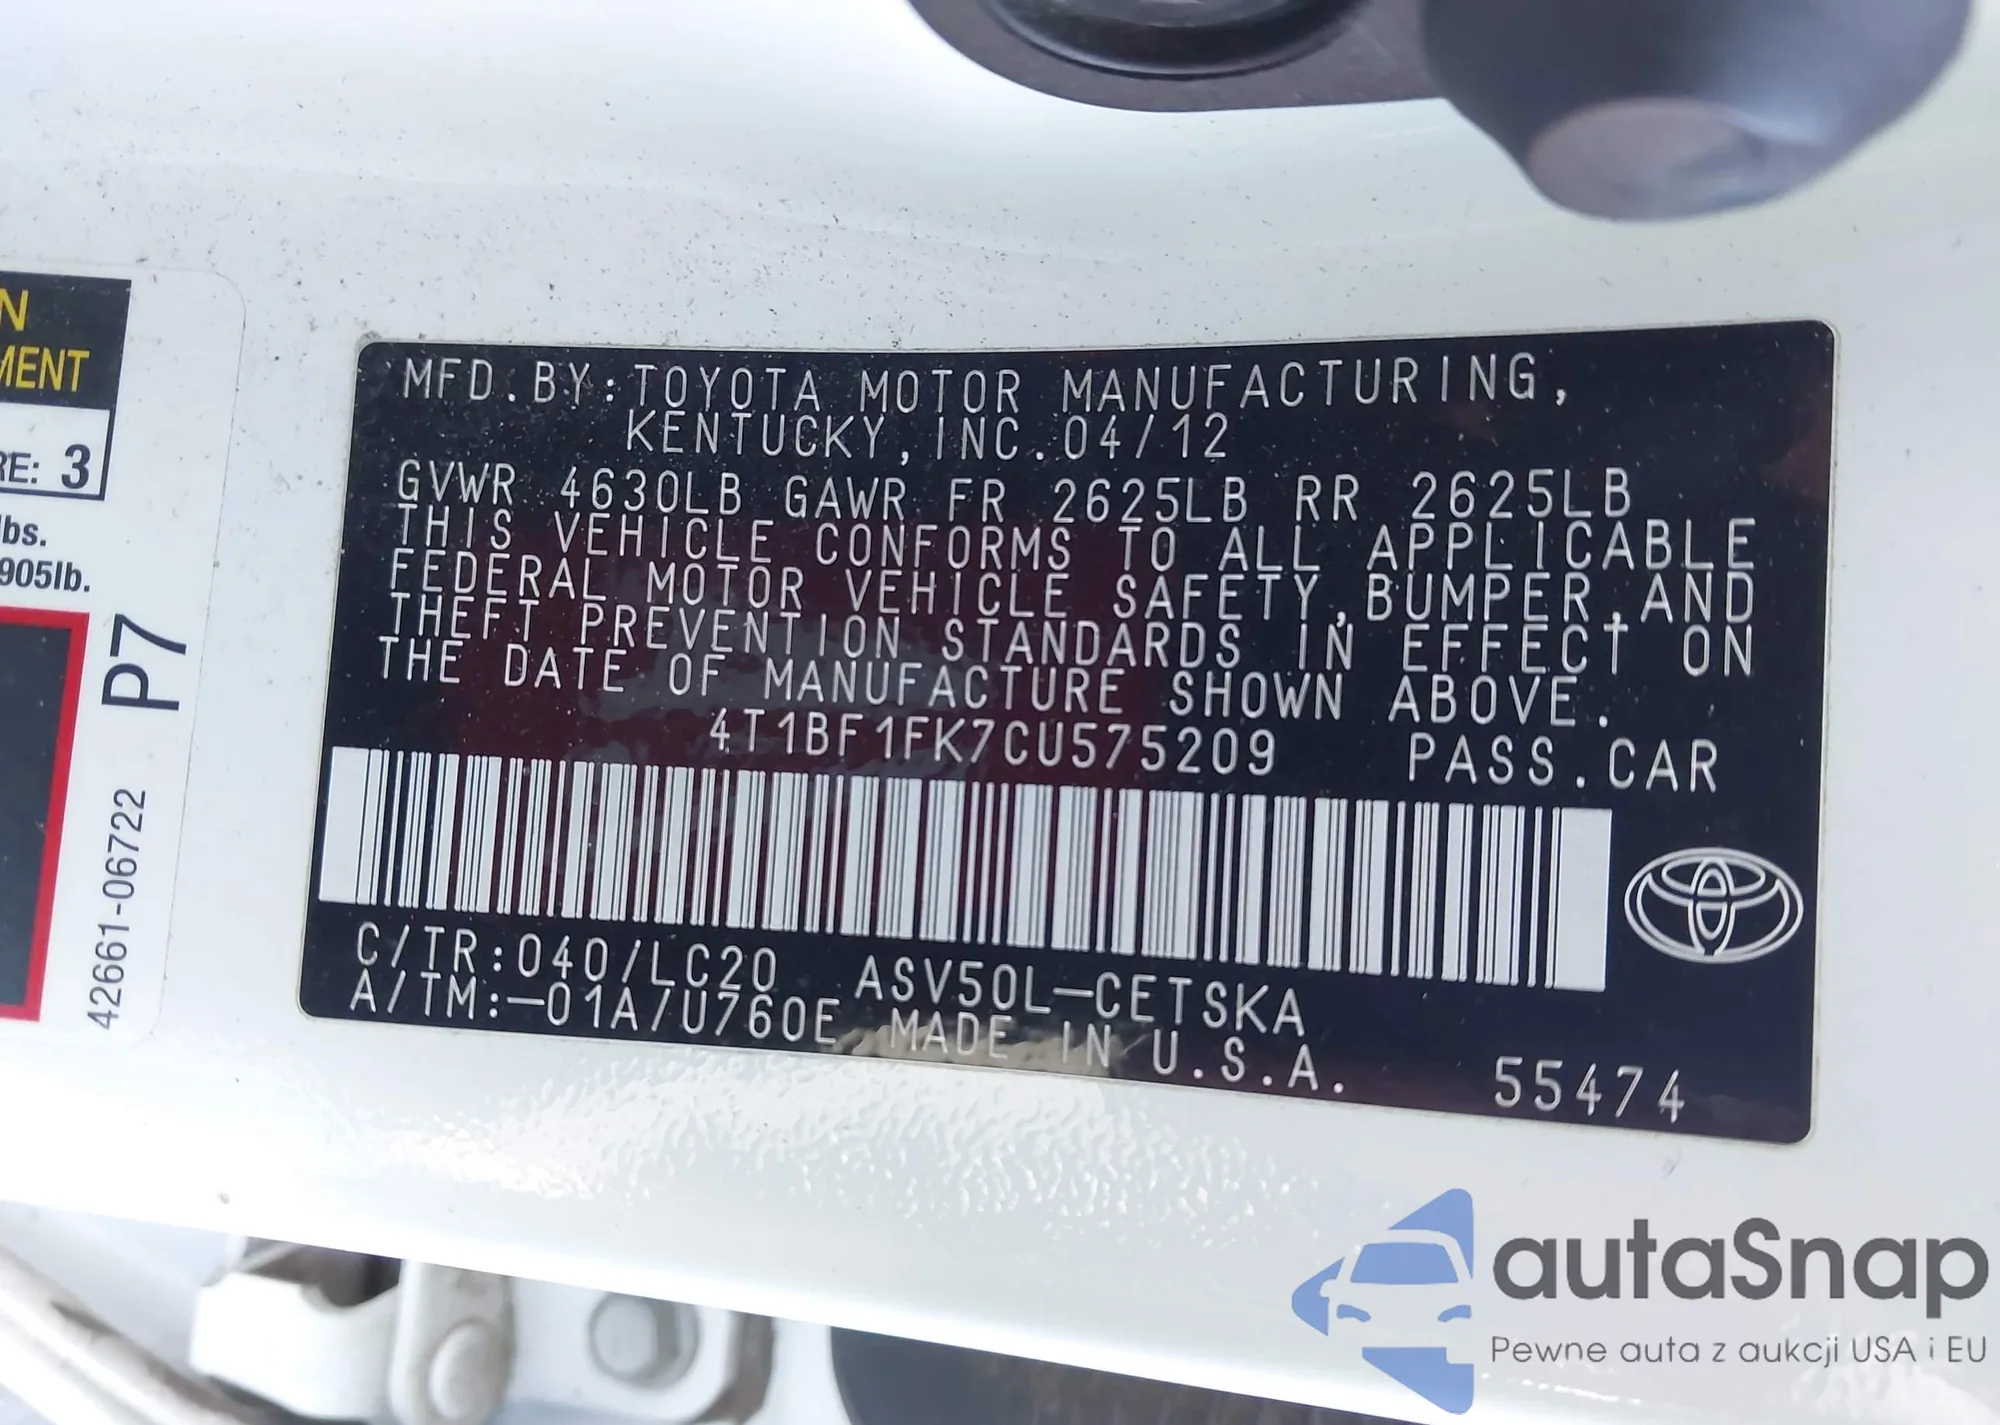 N
MENT
RE: 3
lbs.
905lb.
P7
42661-06722
MFD.BY:TOYOTA MOTOR MANUFACTURING,
KENTUCKY,INC.04/12
GVWR 4630LB GAWR FR 2625LB RR 2625LB
THIS VEHICLE CONFORMS TO ALL APPLICABLE
FEDERAL MOTOR VEHICLE SAFETY,BUMPER,AND
THEFT PREVENTION STANDARDS IN EFFECT ON
THE DATE OF MANUFACTURE SHOWN ABOVE.
4T1BF1FK7CU575209 PASS.CAR
C/TR:040/LC20 ASV50L-CETSKA
A/TM:-01A/U760E MADE IN U.S.A.
55474
autaSnap
Pewne auta z aukcji USA i EU